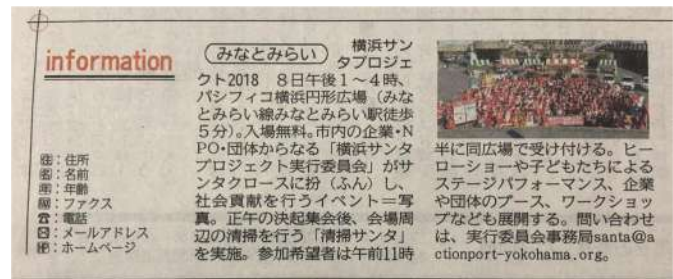 information
住:住所
名:名前
年:年齢
F:ファクス
☎:電話
✉:メールアドレス
HP:ホームページ
みなとみらい 横浜サン
タプロジェ
クト2018 8日午後1～4時、
パシフィコ横浜円形広場（みな
とみらい線みなとみらい駅徒歩
5分）。入場無料。市内の企業・N
PO・団体からなる「横浜サンタ
プロジェクト実行委員会」がサ
ンタクロースに扮（ふん）し、
社会貢献を行うイベント＝写
真。正午の決起集会後、会場周
辺の清掃を行う「清掃サンタ」
を実施。参加希望者は午前11時
半に同広場で受け付ける。ヒー
ローショーや子どもたちによる
ステージパフォーマンス、企業
や団体のブース、ワークショッ
プなども展開する。問い合わせ
は、実行委員会事務局santa@a
ctionport-yokohama.org。